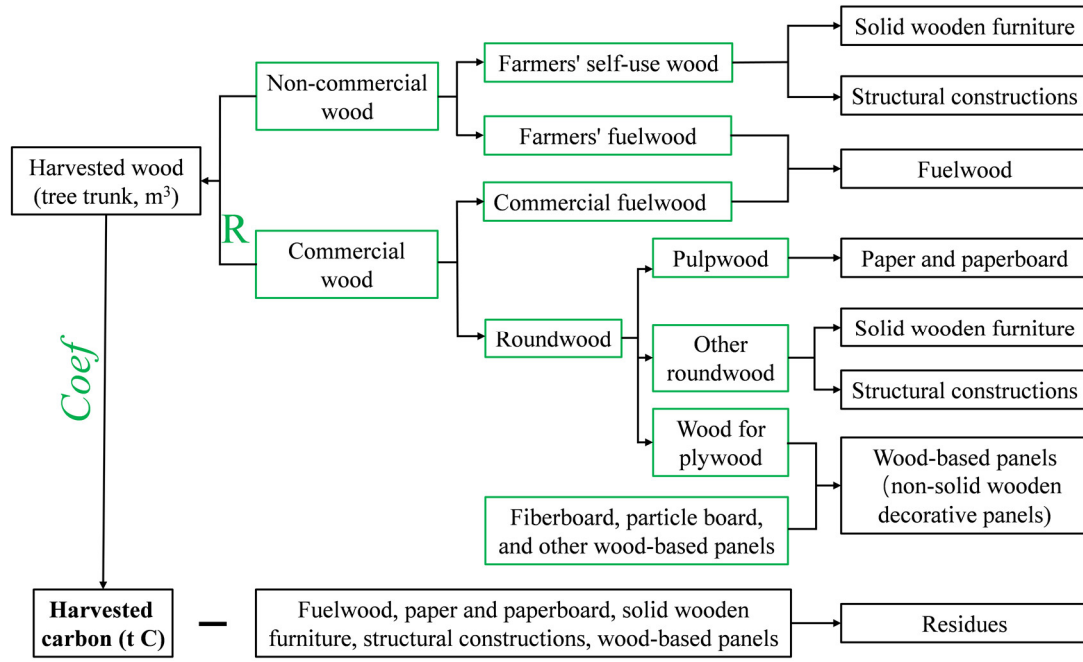 Solid wooden furniture
Farmers' self-use wood
Non-commercial
wood
Structural constructions
Farmers' fuelwood
Harvested wood
(tree trunk, m³)
Fuelwood
Commercial fuelwood
R
Commercial
wood
Pulpwood
Paper and paperboard
Solid wooden furniture
Roundwood
Other
roundwood
Coef
Structural constructions
Wood for
plywood
Wood-based panels
(non-solid wooden
decorative panels)
Fiberboard, particle board,
and other wood-based panels
Harvested
carbon (t C)
–
Fuelwood, paper and paperboard, solid wooden
furniture, structural constructions, wood-based panels
Residues